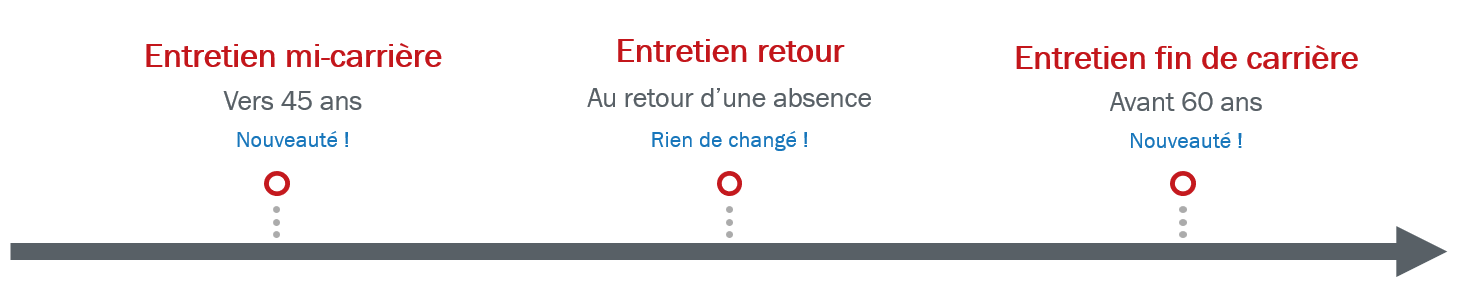 Entretien mi-carrière
Vers 45 ans
Nouveauté !
Entretien retour
Au retour d’une absence
Rien de changé !
Entretien fin de carrière
Avant 60 ans
Nouveauté !